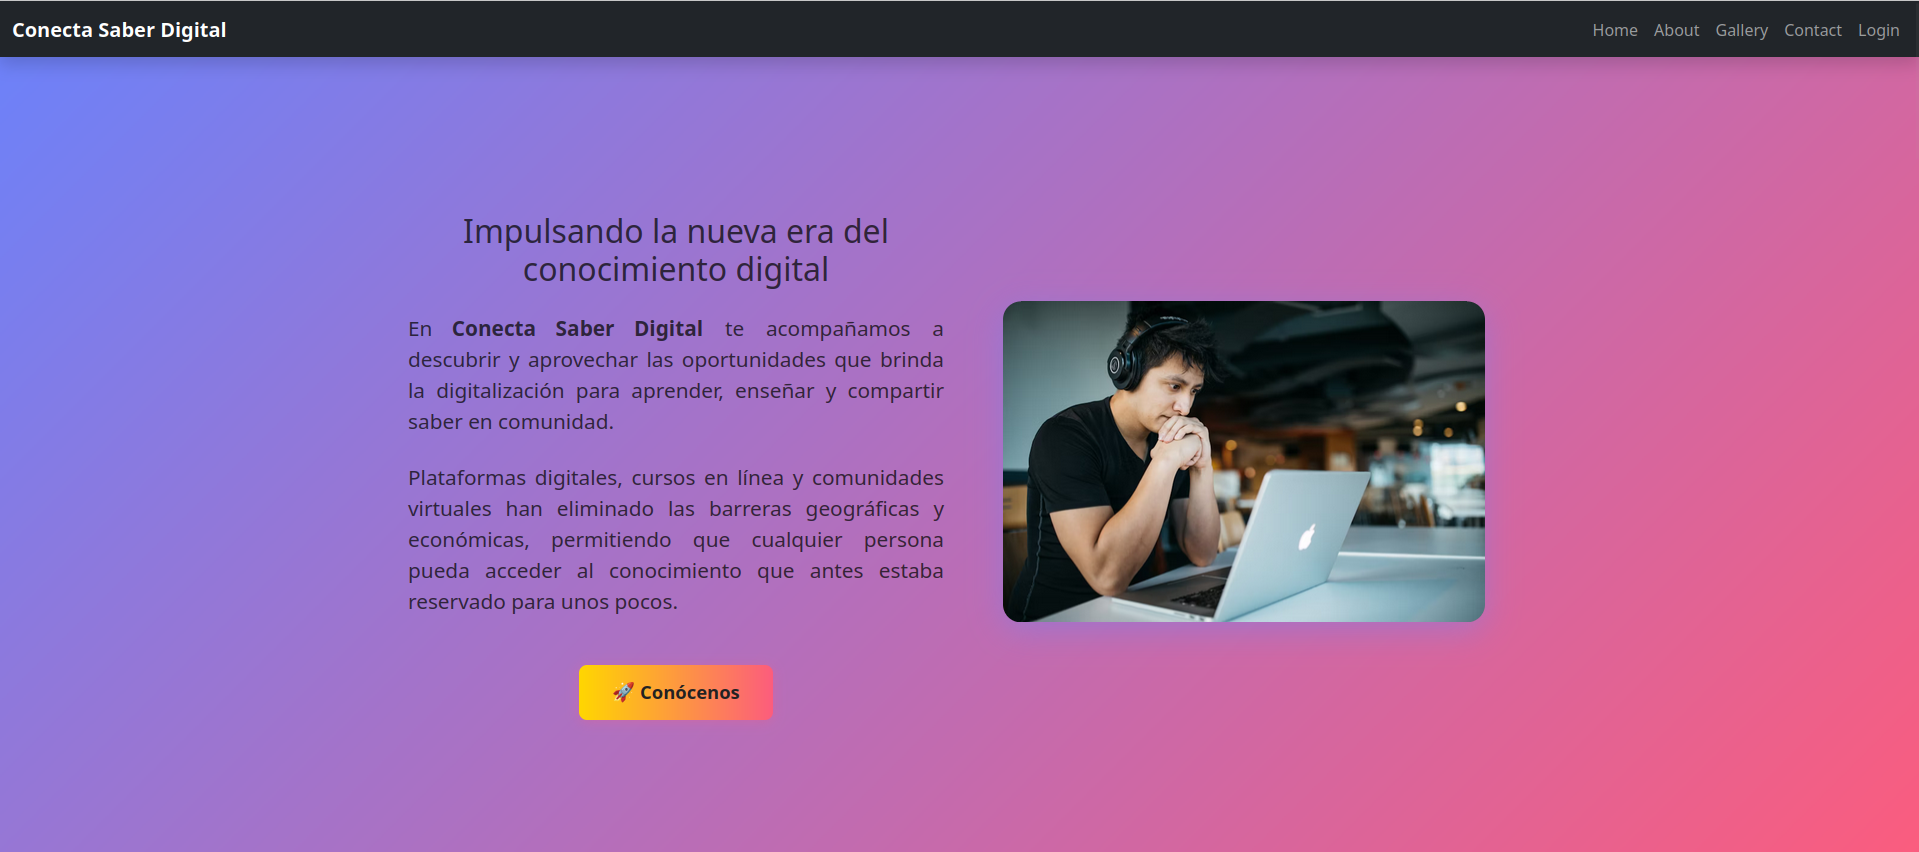 Conecta Saber Digital
Home About Gallery Contact Login
Impulsando la nueva era del
conocimiento digital
En Conecta Saber Digital te acompañamos a
descubrir y aprovechar las oportunidades que brinda
la digitalización para aprender, enseñar y compartir
saber en comunidad.
Plataformas digitales, cursos en línea y comunidades
virtuales han eliminado las barreras geográficas y
económicas, permitiendo que cualquier persona
pueda acceder al conocimiento que antes estaba
reservado para unos pocos.
🚀 Conócenos